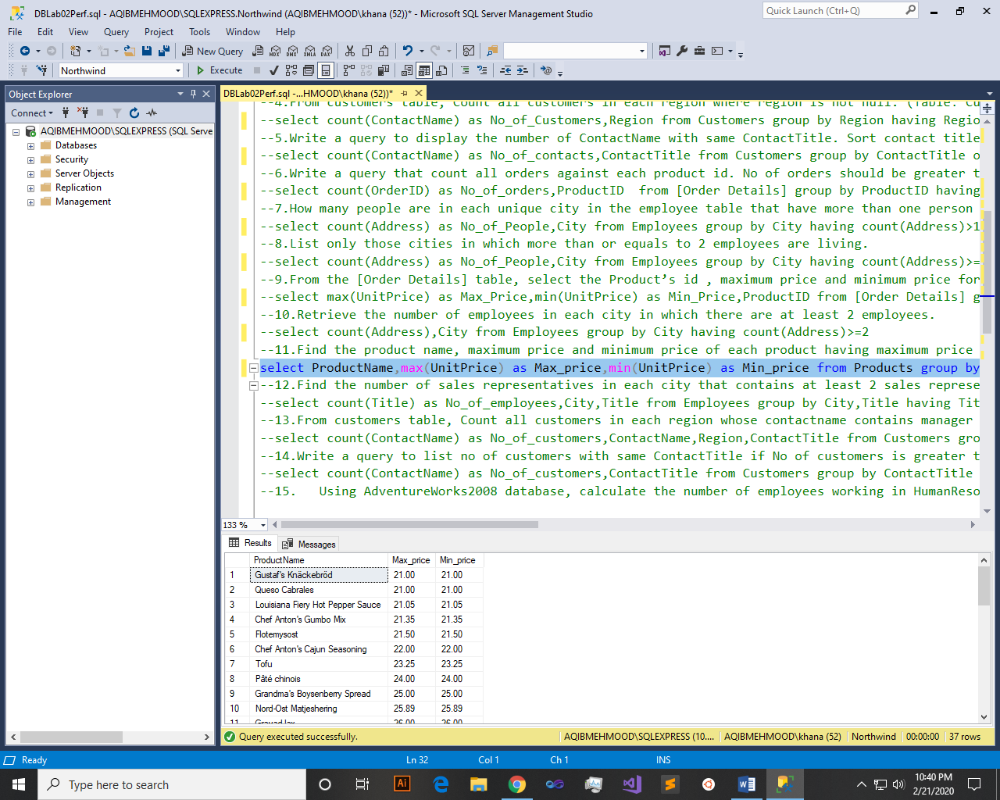 DBLab02Perf.sql - AQIBMEHMOOD\SQLEXPRESS.Northwind (AQIBMEHMOOD\khana (52))* - Microsoft SQL Server Management Studio
Quick Launch (Ctrl+Q)
File Edit View Query Project Tools Window Help
New Query MDX DMX XMLA DAX
Northwind Execute
Object Explorer
DBLab02Perf.sql -...HMOOD\khana (52))*
Connect
AQIBMEHMOOD\SQLEXPRESS (SQL Serve
Databases
Security
Server Objects
Replication
Management
--4.From customers table, Count all customers in each region where region is not null. (Table: Cu
--select count(ContactName) as No_of_Customers,Region from Customers group by Region having Regio
--5.Write a query to display the number of ContactName with same ContactTitle. Sort contact title
--select count(ContactName) as No_of_contacts,ContactTitle from Customers group by ContactTitle o
--6.Write a query that count all orders against each product id. No of orders should be greater t
--select count(OrderID) as No_of_orders,ProductID  from [Order Details] group by ProductID having
--7.How many people are in each unique city in the employee table that have more than one person
--select count(Address) as No_of_People,City from Employees group by City having count(Address)>1
--8.List only those cities in which more than or equals to 2 employees are living.
--select count(Address) as No_of_People,City from Employees group by City having count(Address)>=
--9.From the [Order Details] table, select the Product’s id , maximum price and minimum price for
--select max(UnitPrice) as Max_Price,min(UnitPrice) as Min_Price,ProductID from [Order Details] g
--10.Retrieve the number of employees in each city in which there are at least 2 employees.
--select count(Address),City from Employees group by City having count(Address)>=2
--11.Find the product name, maximum price and minimum price of each product having maximum price
select ProductName,max(UnitPrice) as Max_price,min(UnitPrice) as Min_price from Products group by
--12.Find the number of sales representatives in each city that contains at least 2 sales represe
--select count(Title) as No_of_employees,City,Title from Employees group by City,Title having Tit
--13.From customers table, Count all customers in each region whose contactname contains manager
--select count(ContactName) as No_of_customers,ContactName,Region,ContactTitle from Customers gro
--14.Write a query to list no of customers with same ContactTitle if No of customers is greater t
--select count(ContactName) as No_of_customers,ContactTitle from Customers group by ContactTitle
--15.   Using AdventureWorks2008 database, calculate the number of employees working in HumanReso
133 %
Results Messages
ProductName Max_price Min_price
1 Gustaf's Knäckebröd 21.00 21.00
2 Queso Cabrales 21.00 21.00
3 Louisiana Fiery Hot Pepper Sauce 21.05 21.05
4 Chef Anton's Gumbo Mix 21.35 21.35
5 Flotemysost 21.50 21.50
6 Chef Anton's Cajun Seasoning 22.00 22.00
7 Tofu 23.25 23.25
8 Pâté chinois 24.00 24.00
9 Grandma's Boysenberry Spread 25.00 25.00
10 Nord-Ost Matjeshering 25.89 25.89
11 Gravad lax 26.00 26.00
Query executed successfully. AQIBMEHMOOD\SQLEXPRESS (10.... AQIBMEHMOOD\khana (52) Northwind 00:00:00 37 rows
Ready Ln 32 Col 1 Ch 1 INS
Type here to search
Ai
10:40 PM
2/21/2020